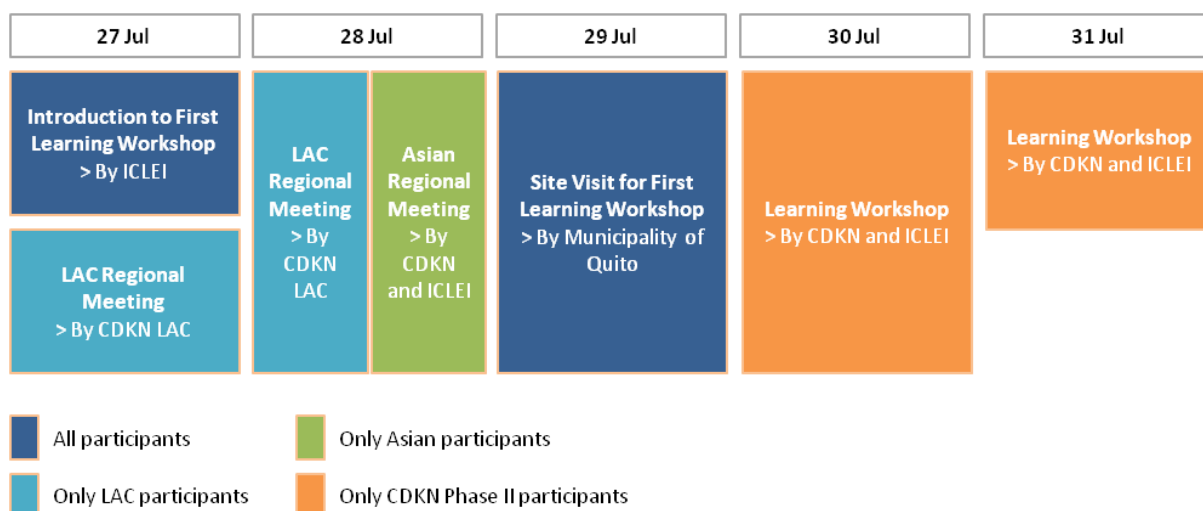 27 Jul
28 Jul
29 Jul
30 Jul
31 Jul
Introduction to First
Learning Workshop
> By ICLEI
LAC Regional
Meeting
> By CDKN LAC
LAC
Regional
Meeting
> By
CDKN
LAC
Asian
Regional
Meeting
> By
CDKN
and ICLEI
Site Visit for First
Learning Workshop
> By Municipality of
Quito
Learning Workshop
> By CDKN and ICLEI
Learning Workshop
> By CDKN and ICLEI
All participants
Only Asian participants
Only LAC participants
Only CDKN Phase II participants